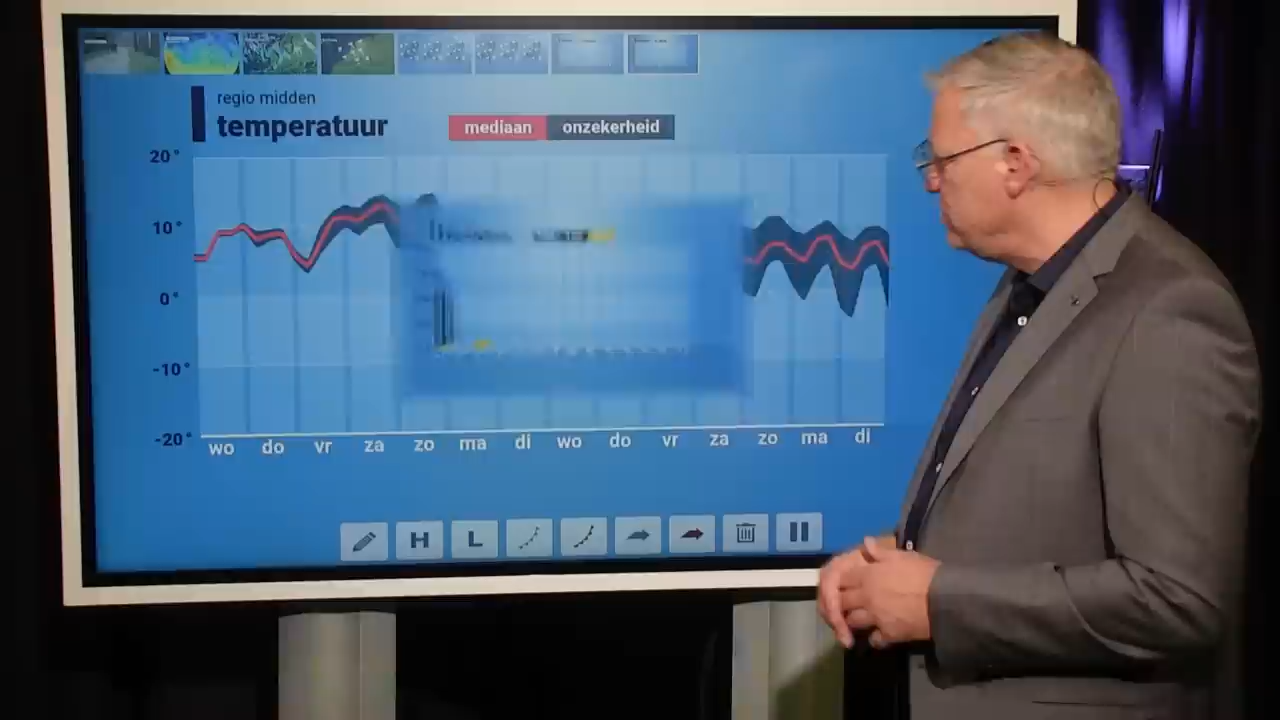 regio midden
temperatuur
mediaan onzekerheid
20°
10°
0°
-10°
-20°
wo do vr za zo ma di wo do vr za zo ma di
H L